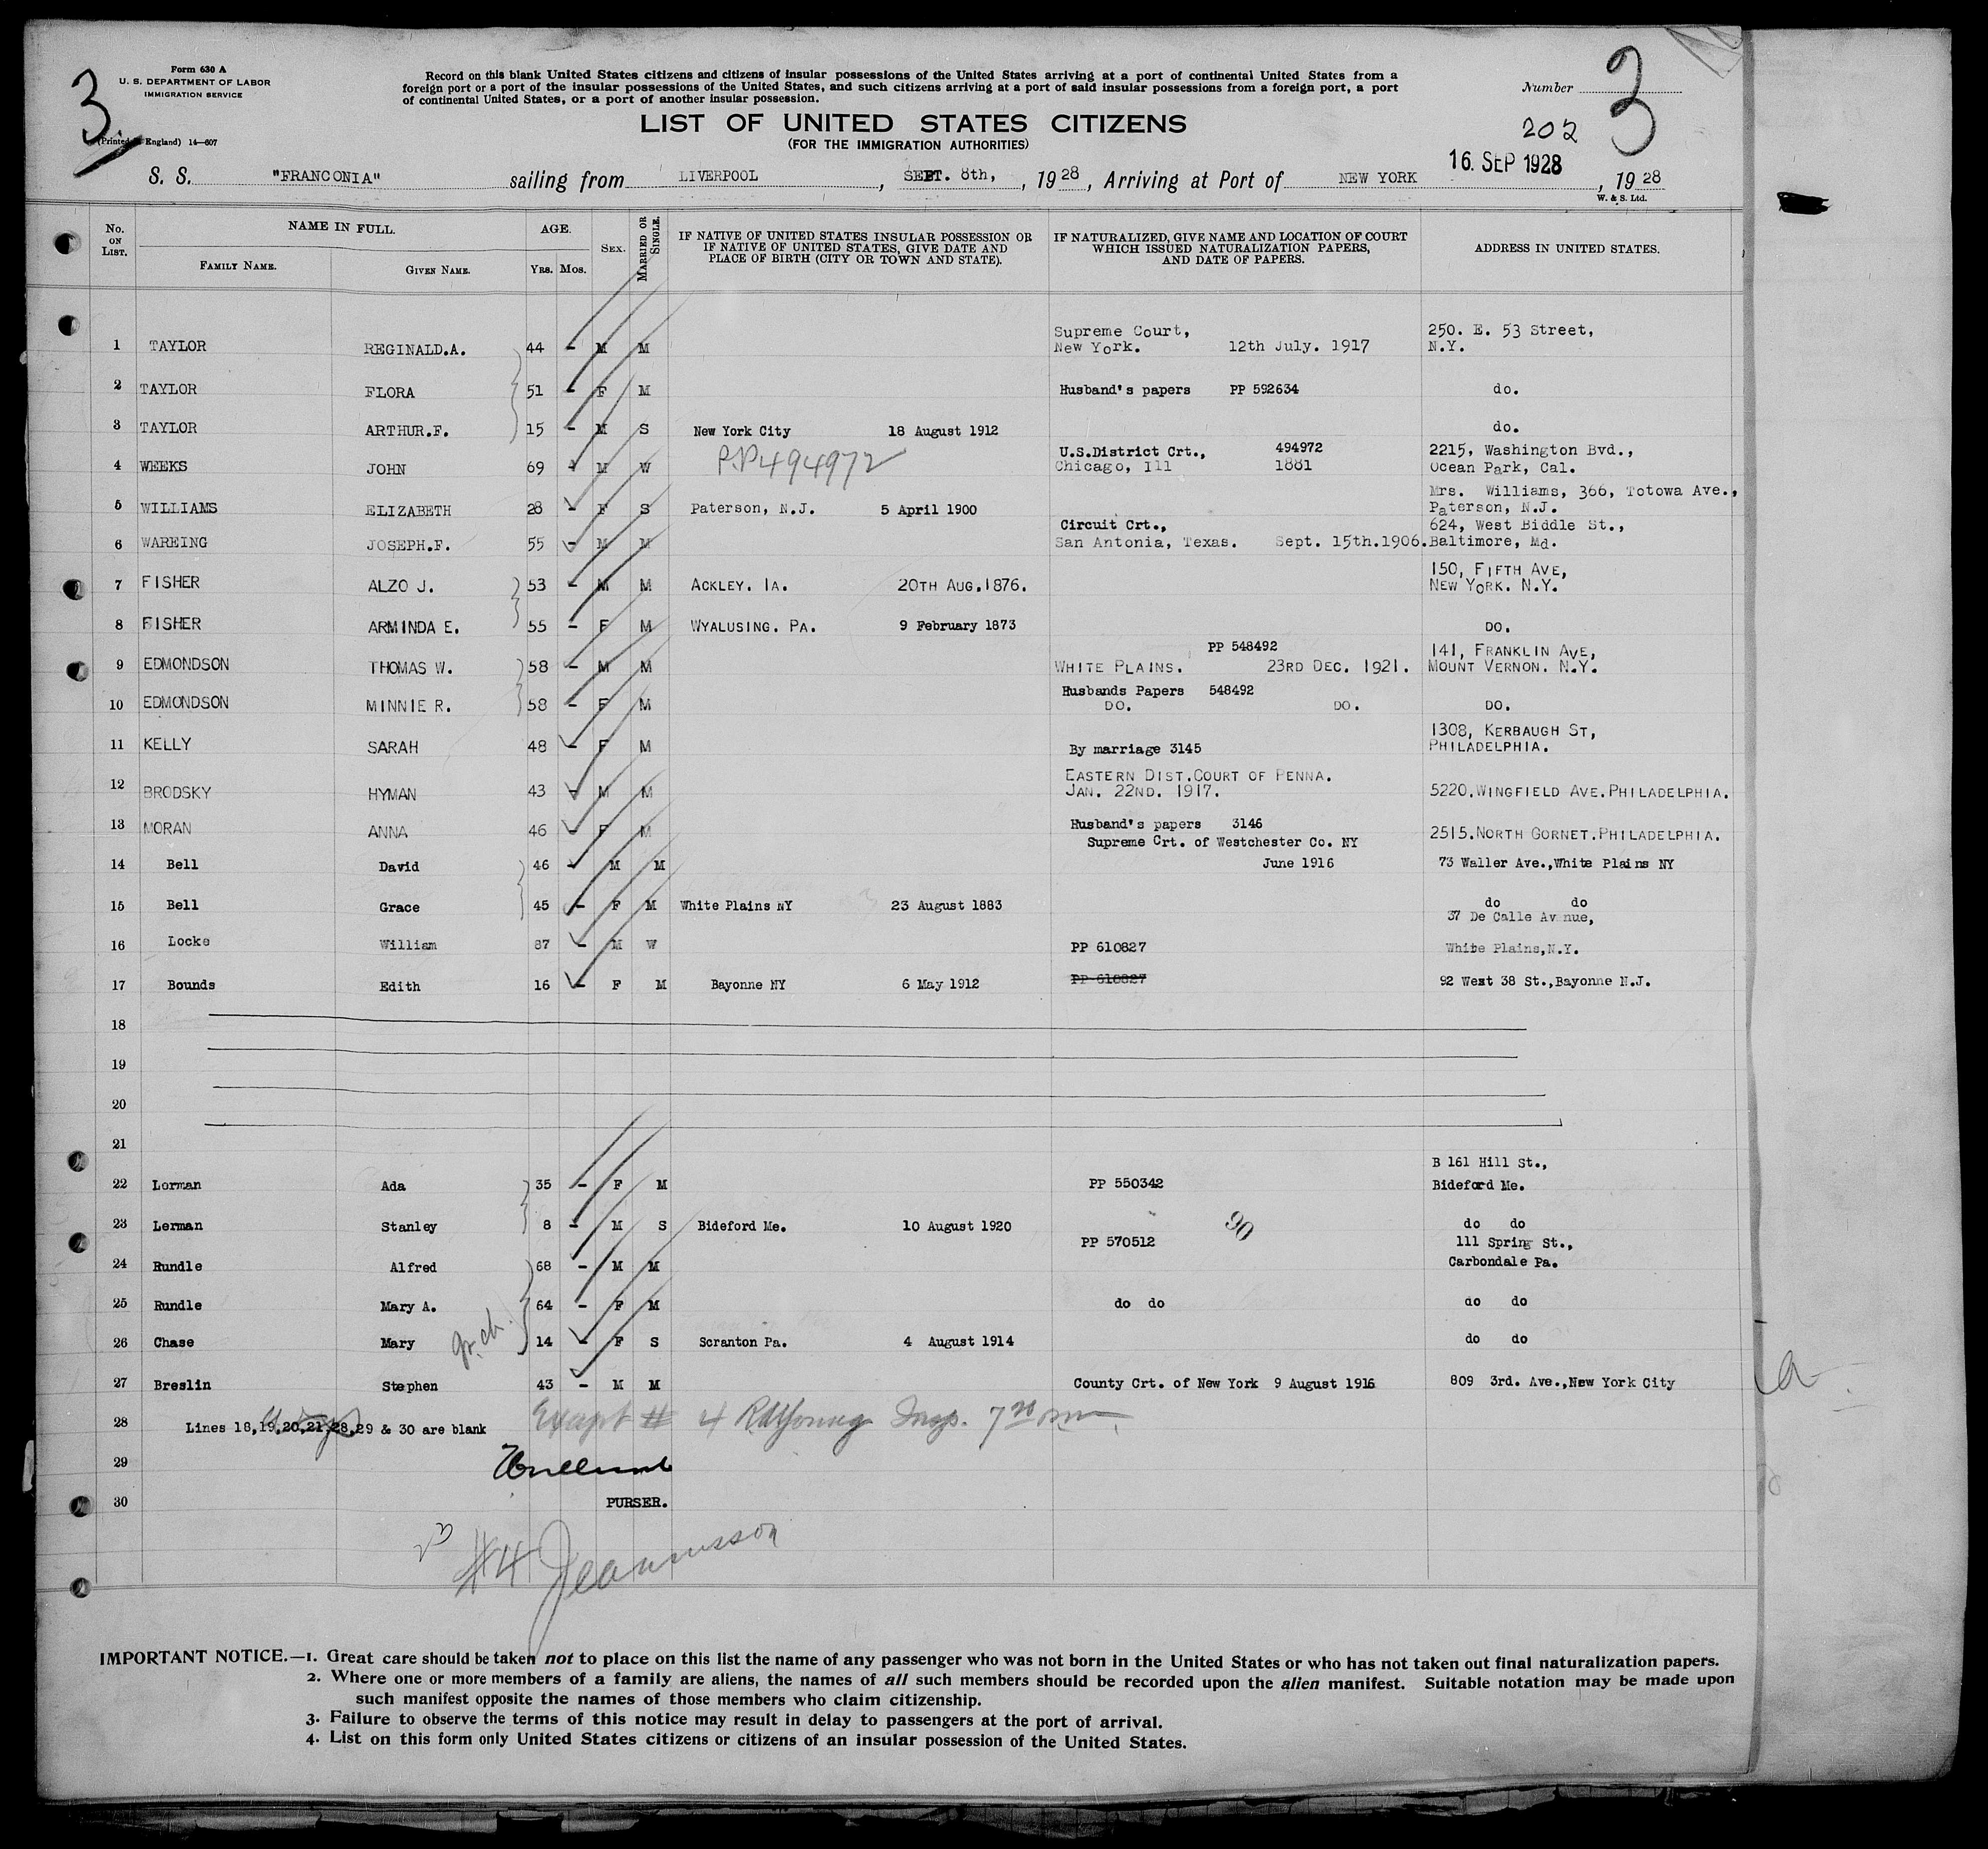 Form 630 A
U. S. DEPARTMENT OF LABOR
IMMIGRATION SERVICE
(Printed in England) 14—607
3
Record on this blank United States citizens and citizens of insular possessions of the United States arriving at a port of continental United States from a
foreign port or a port of the insular possessions of the United States, and such citizens arriving at a port of said insular possessions from a foreign port, a port
of continental United States, or a port of another insular possession.
Number 3
202
LIST OF UNITED STATES CITIZENS
(FOR THE IMMIGRATION AUTHORITIES)
S. S. "FRANCONIA" sailing from LIVERPOOL, SEPT. 8th, , 19 28, Arriving at Port of NEW YORK 16. SEP 1928, 19 28
W. & S. Ltd.
No. ON LIST. NAME IN FULL. AGE. SEX. MARRIED OR SINGLE. IF NATIVE OF UNITED STATES INSULAR POSSESSION OR IF NATIVE OF UNITED STATES, GIVE DATE AND PLACE OF BIRTH (CITY OR TOWN AND STATE). IF NATURALIZED, GIVE NAME AND LOCATION OF COURT WHICH ISSUED NATURALIZATION PAPERS, AND DATE OF PAPERS. ADDRESS IN UNITED STATES.
FAMILY NAME. GIVEN NAME. Yrs. Mos.
Supreme Court, 250. E. 53 Street,
1 TAYLOR REGINALD.A. 44 - M M New York. 12th July. 1917 N.Y.
2 TAYLOR FLORA 51 - F M Husband's papers PP 592634 do.
3 TAYLOR ARTHUR.F. 15 - M S New York City 18 August 1912 do.
U.S.District Crt., 494972 2215, Washington Bvd.,
4 WEEKS JOHN 69 - M W P.P 494972 Chicago, Ill 1881 Ocean Park, Cal.
Mrs. Williams, 366, Totowa Ave.,
5 WILLIAMS ELIZABETH 28 - F S Paterson, N.J. 5 April 1900 Paterson, N.J.
Circuit Crt., 624, West Biddle St.,
6 WAREING JOSEPH.F. 55 - M M San Antonia, Texas. Sept. 15th.1906. Baltimore, Md.
150, FIFTH AVE,
7 FISHER ALZO J. 53 - M M ACKLEY. IA. 20TH AUG.1876. NEW YORK. N.Y.
8 FISHER ARMINDA E. 55 - F M WYALUSING. PA. 9 February 1873 DO.
PP 548492 141, FRANKLIN AVE,
9 EDMONDSON THOMAS W. 58 - M M WHITE PLAINS. 23RD DEC. 1921. MOUNT VERNON. N.Y.
Husbands Papers 548492
10 EDMONDSON MINNIE R. 58 - F M DO. DO. DO.
1308, KERBAUGH ST,
11 KELLY SARAH 48 - F M By marriage 3145 PHILADELPHIA.
EASTERN DIST.COURT OF PENNA.
12 BRODSKY HYMAN 43 - M M JAN. 22ND. 1917. 5220.WINGFIELD AVE.PHILADELPHIA.
13 MORAN ANNA 46 - F M Husband's papers 3146 2515.NORTH GORNET.PHILADELPHIA.
Supreme Crt. of Westchester Co. NY
14 Bell David 46 - M M June 1916 73 Waller Ave.,White Plains NY
15 Bell Grace 45 - F M White Plains NY 23 August 1883 do do
37 De Calle Av nue,
16 Locke William 87 - M W PP 610827 White Plains,N.Y.
17 Bounds Edith 16 - F M Bayonne NY 6 May 1912 PP 610827 92 West 38 St.,Bayonne N.J.
18
19
20
21
B 161 Hill St.,
22 Lorman Ada 35 - F M PP 550342 Bideford Me.
23 Lerman Stanley 8 - M S Bideford Me. 10 August 1920 90 do do
PP 570512 111 Spring St.,
24 Rundle Alfred 68 - M M Carbondale Pa.
25 Rundle Mary A. 64 - F M do do do do
26 Chase Mary gr. ch. 14 - F S Scranton Pa. 4 August 1914 do do
27 Breslin Stephen 43 - M M County Crt. of New York 9 August 1916 809 3rd. Ave.,New York City
28 Lines 18,19,20,21,28,29 & 30 are blank Except # 4 Insp. 7
29
30 PURSER.
#4
IMPORTANT NOTICE.—1. Great care should be taken not to place on this list the name of any passenger who was not born in the United States or who has not taken out final naturalization papers.
2. Where one or more members of a family are aliens, the names of all such members should be recorded upon the alien manifest. Suitable notation may be made upon
such manifest opposite the names of those members who claim citizenship.
3. Failure to observe the terms of this notice may result in delay to passengers at the port of arrival.
4. List on this form only United States citizens or citizens of an insular possession of the United States.